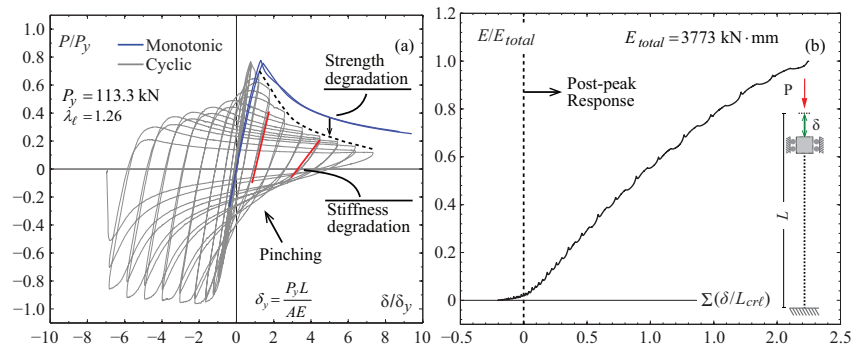 P/P_y
(a)
Monotonic
Cyclic
Strength
degradation
P_y = 113.3 kN
λ_ℓ = 1.26
Stiffness
degradation
Pinching
δ_y = P_yL/AE
δ/δ_y
1.0
0.8
0.6
0.4
0.2
0
−0.2
−0.4
−0.6
−0.8
−1.0
−10 −8 −6 −4 −2 0 2 4 6 8 10
E/E_total
E_total = 3773 kN·mm
(b)
Post-peak
Response
P
δ
L
Σ(δ/L_crℓ)
1.2
1.0
0.8
0.6
0.4
0.2
0
−0.5 0 0.5 1.0 1.0 2.2 2.5